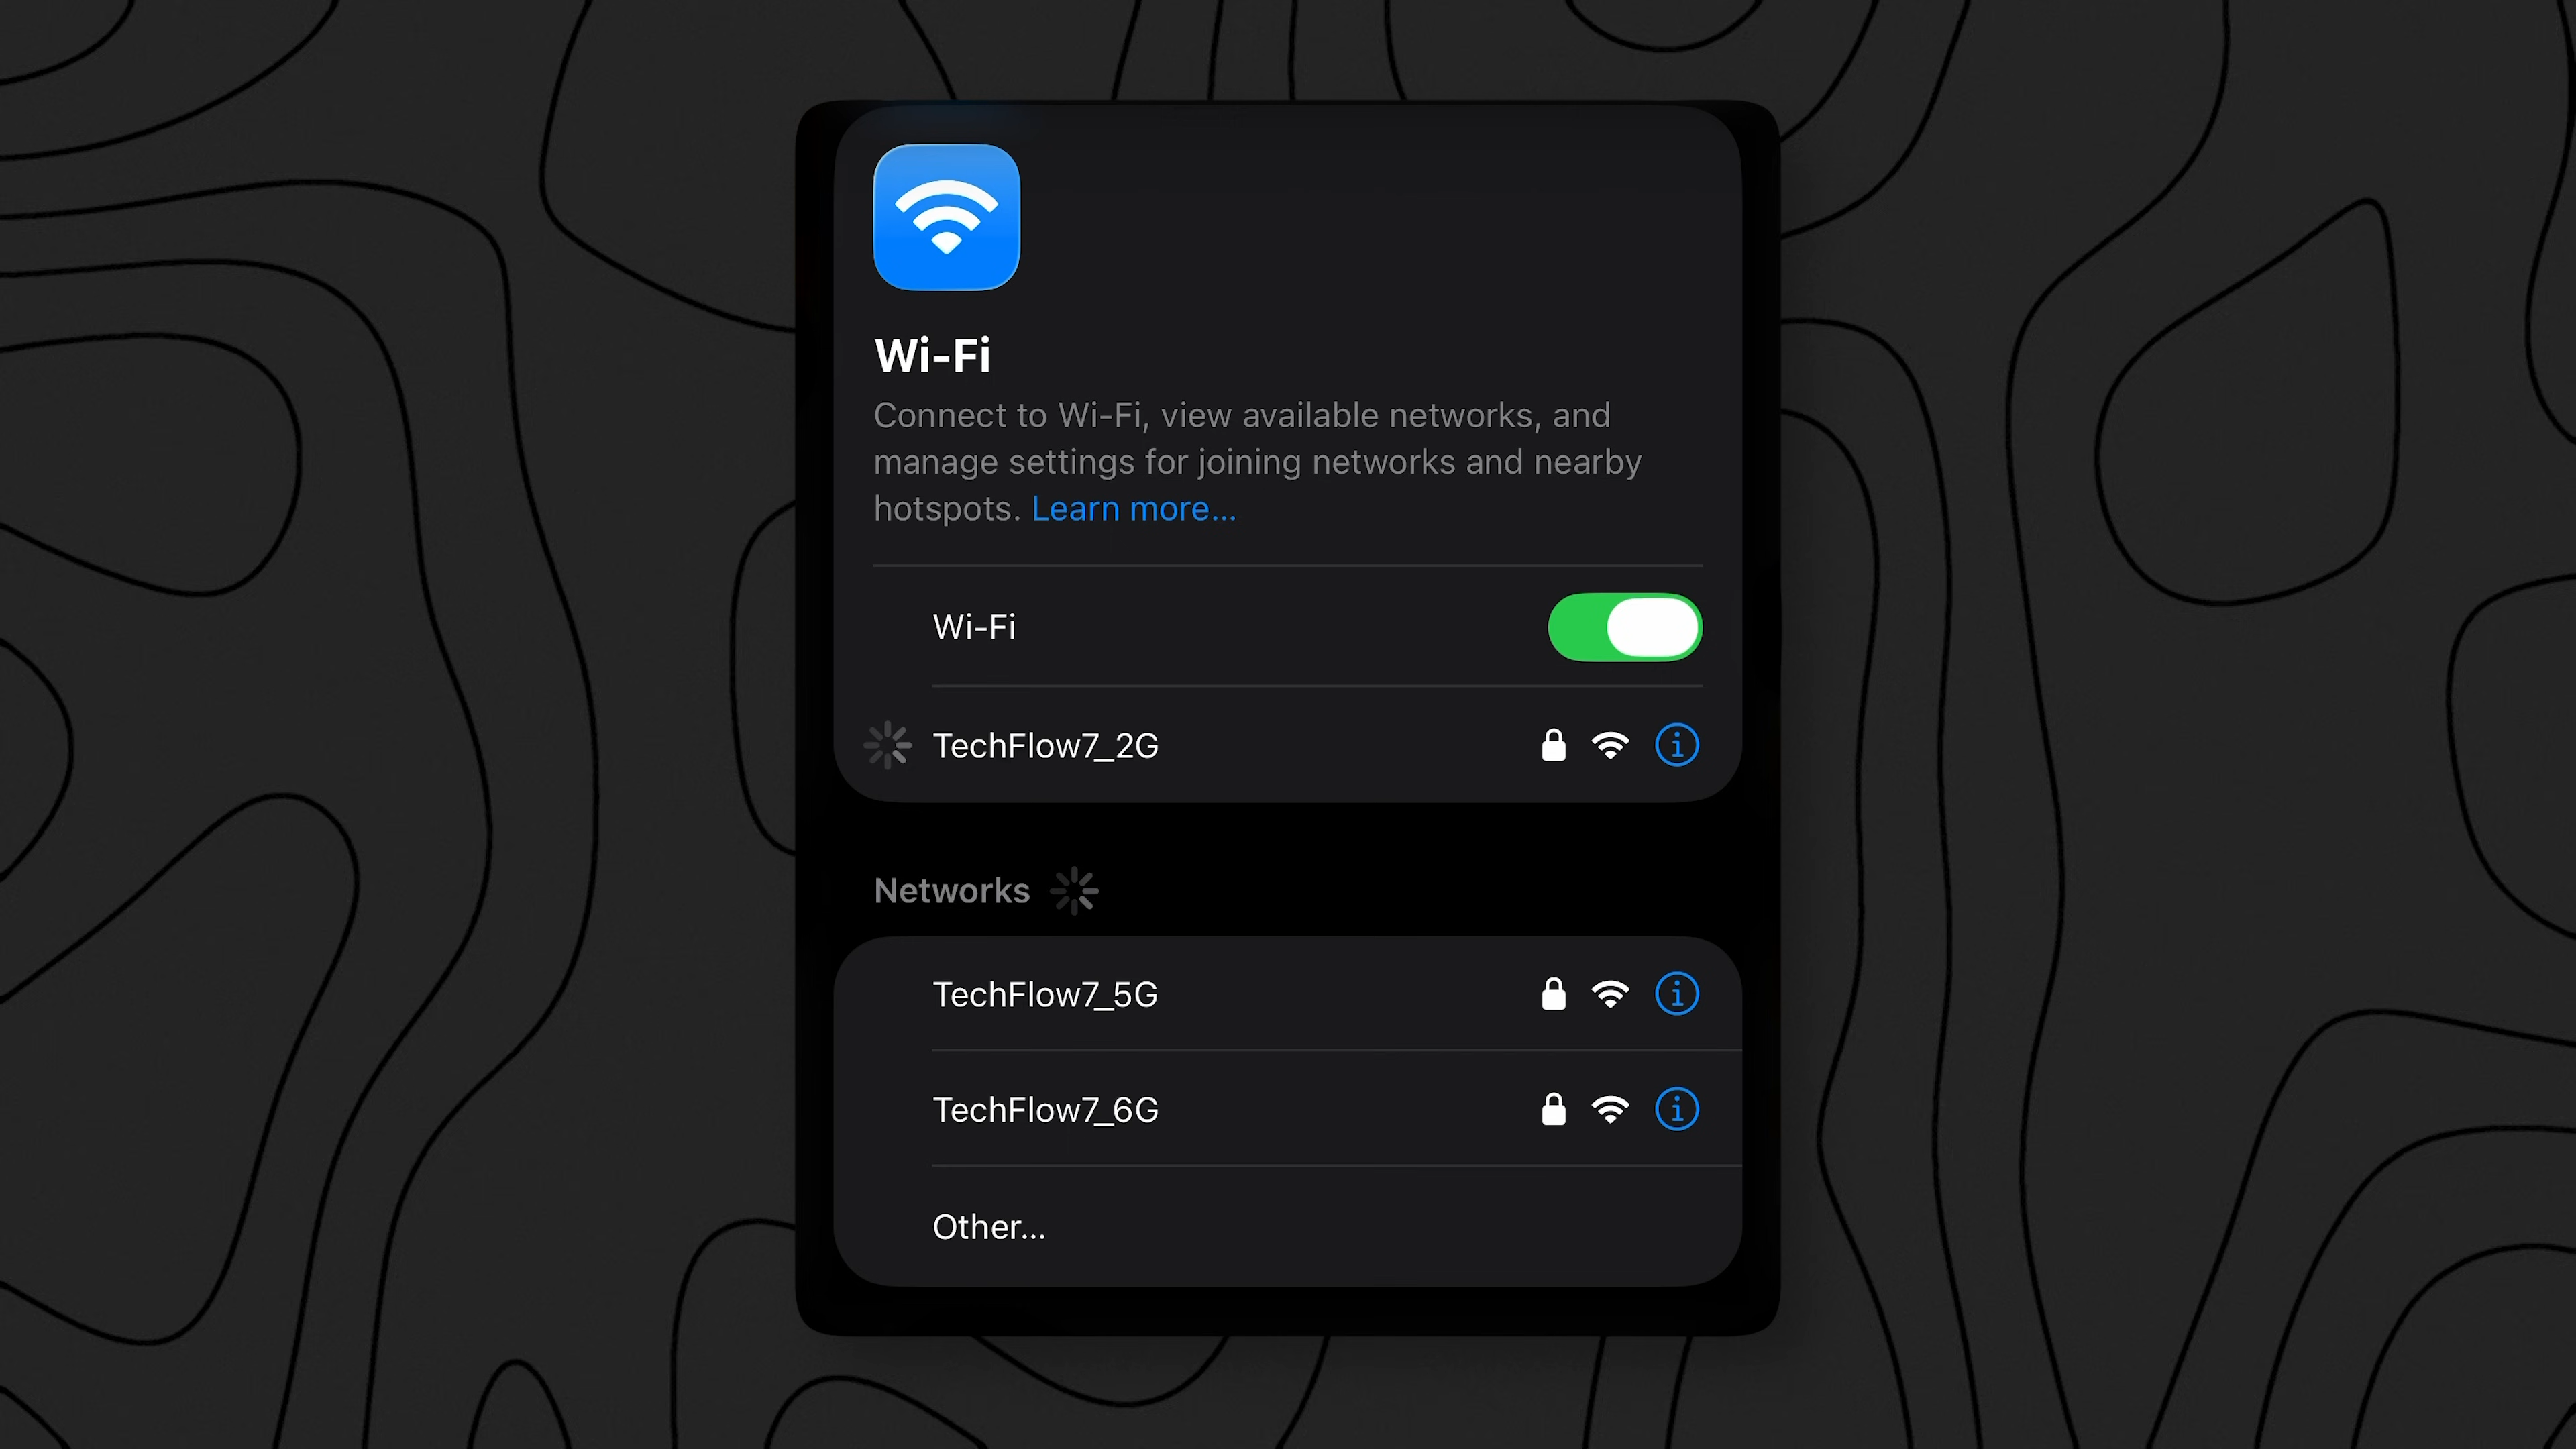 Wi-Fi
Connect to Wi-Fi, view available networks, and
manage settings for joining networks and nearby
hotspots. Learn more...
Wi-Fi
TechFlow7_2G
Networks
TechFlow7_5G
TechFlow7_6G
Other...